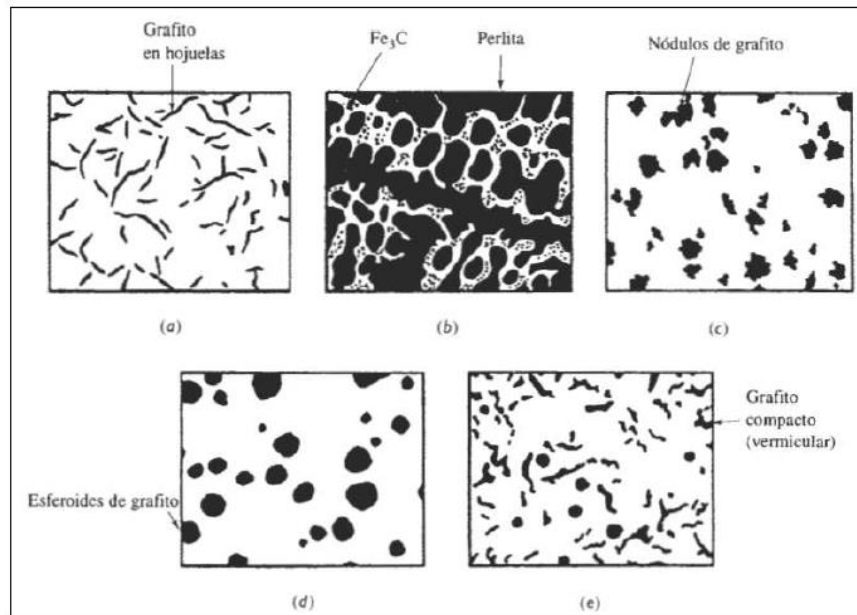 Grafito
en hojuelas
Fe₃C
Perlita
Nódulos de grafito
(a)
(b)
(c)
Grafito
compacto
(vermicular)
Esferoides de grafito
(d)
(e)